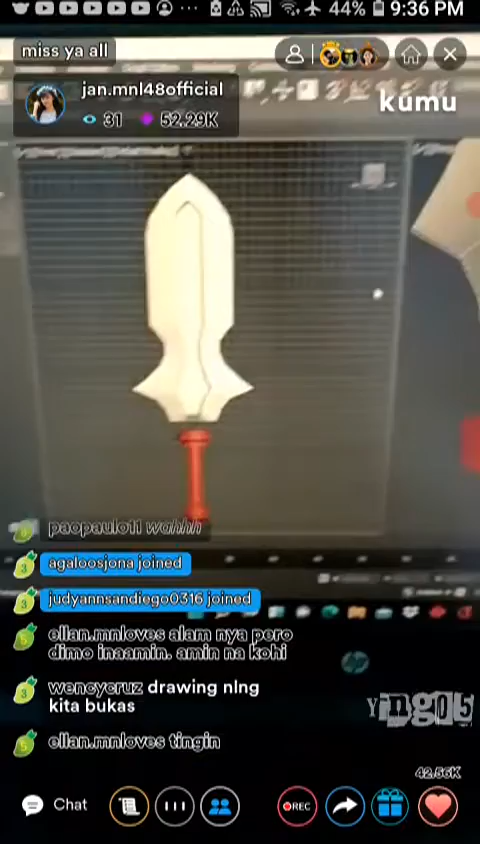 44% 9:36 PM
miss ya all
jan.mnl48official
31 52.29K
kumu
paopaulo11 wahhh
agaloosjona joined
judyannsandiego0316 joined
ellan.mnloves alam nya pero
dimo inaamin. amin na kohi
wencycruz drawing nlng
kita bukas
ellan.mnloves tingin
Yng05
42.56K
Chat
REC